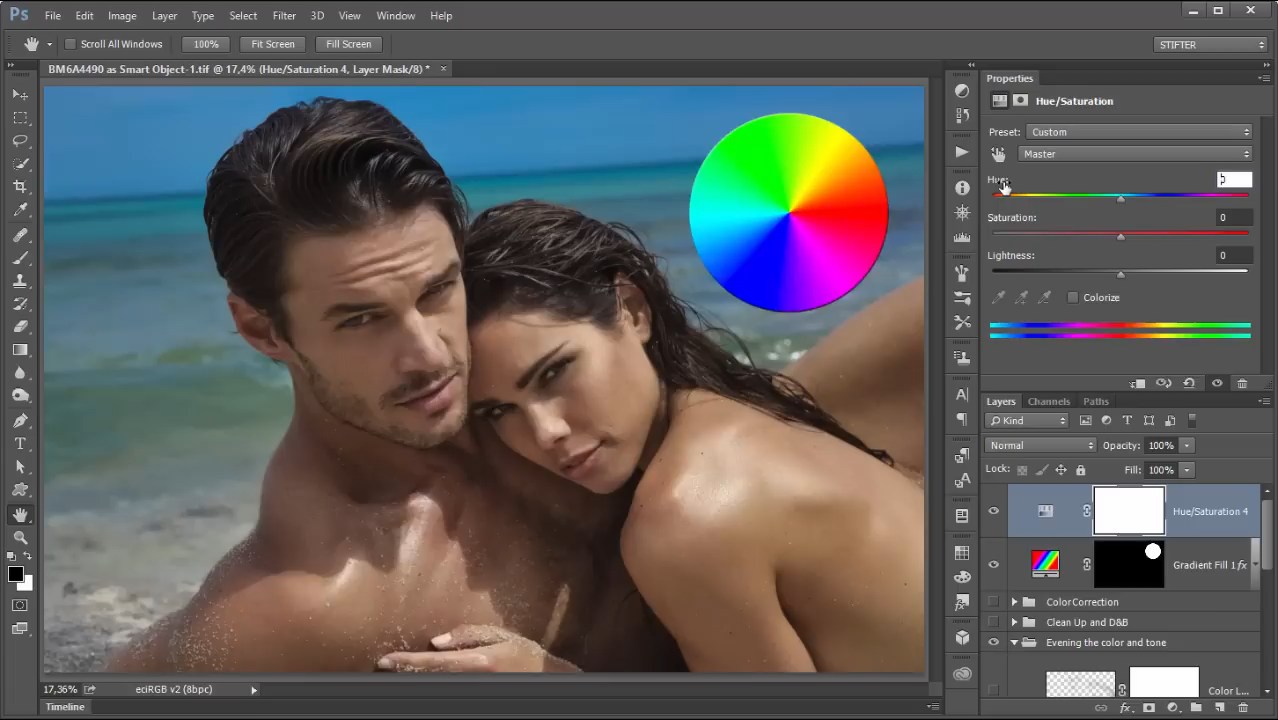 Ps File Edit Image Layer Type Select Filter 3D View Window Help
Scroll All Windows 100% Fit Screen Fill Screen STIFTER
BM6A4490 as Smart Object-1.tif @ 17,4% (Hue/Saturation 4, Layer Mask/8) *
Properties
Hue/Saturation
Preset: Custom
Master
Hue:
Saturation: 0
Lightness: 0
Colorize
Layers Channels Paths
Kind
Normal Opacity: 100%
Lock: Fill: 100%
Hue/Saturation 4
Gradient Fill 1 fx
ColorCorrection
Clean Up and D&B
Evening the color and tone
Color L...
17,36% eciRGB v2 (8bpc)
Timeline